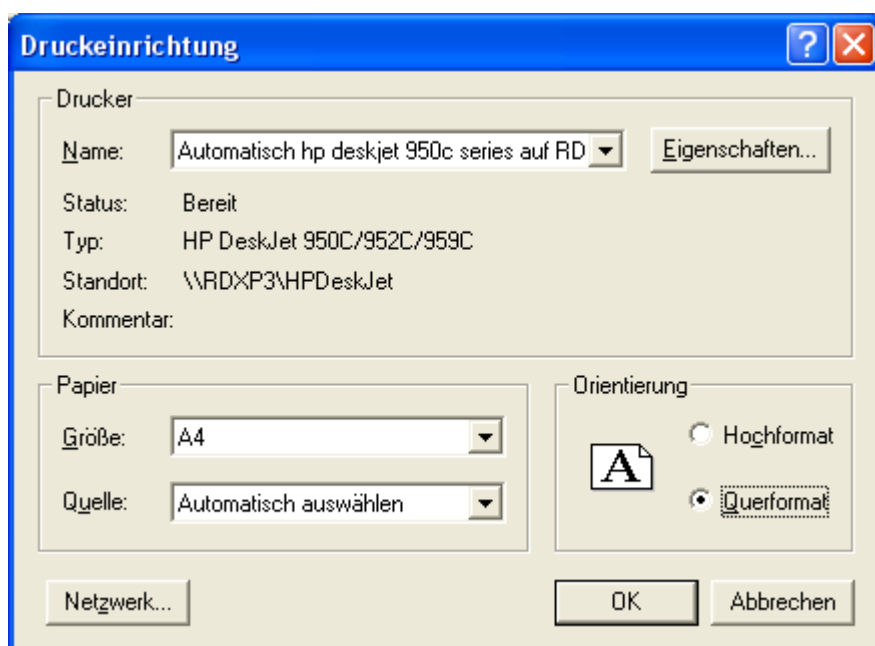 Druckeinrichtung
Drucker
Name: Automatisch hp deskjet 950c series auf RD Eigenschaften...
Status: Bereit
Typ: HP DeskJet 950C/952C/959C
Standort: \\RDXP3\HPDeskJet
Kommentar:
Papier
Größe: A4
Quelle: Automatisch auswählen
Orientierung
A
Hochformat
Querformat
Netzwerk... OK Abbrechen